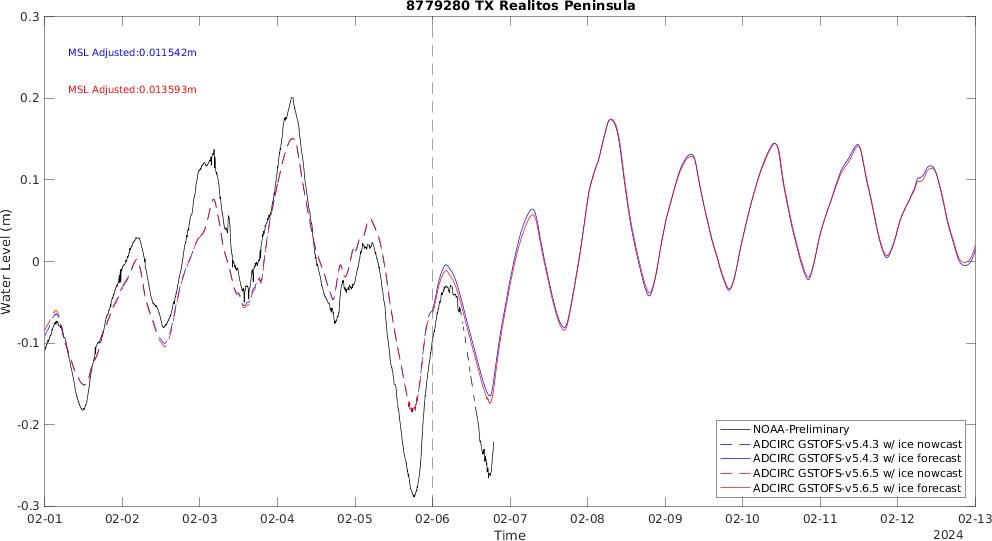 8779280 TX Realitos Peninsula
MSL Adjusted:0.011542m
MSL Adjusted:0.013593m
Water Level (m)
0.3
0.2
0.1
0
-0.1
-0.2
-0.3
NOAA-Preliminary
ADCIRC GSTOFS-v5.4.3 w/ ice nowcast
ADCIRC GSTOFS-v5.4.3 w/ ice forecast
ADCIRC GSTOFS-v5.6.5 w/ ice nowcast
ADCIRC GSTOFS-v5.6.5 w/ ice forecast
02-01 02-02 02-03 02-04 02-05 02-06 02-07 02-08 02-09 02-10 02-11 02-12 02-13
Time
2024